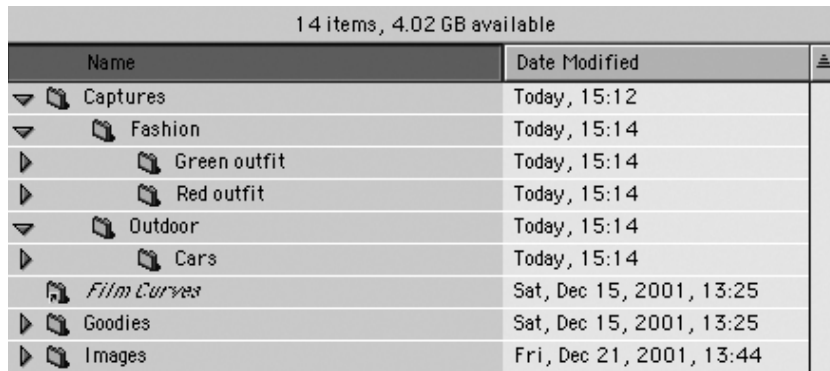 14 items, 4.02 GB available
Name Date Modified
Captures Today, 15:12
Fashion Today, 15:14
Green outfit Today, 15:14
Red outfit Today, 15:14
Outdoor Today, 15:14
Cars Today, 15:14
Film Curves Sat, Dec 15, 2001, 13:25
Goodies Sat, Dec 15, 2001, 13:25
Images Fri, Dec 21, 2001, 13:44